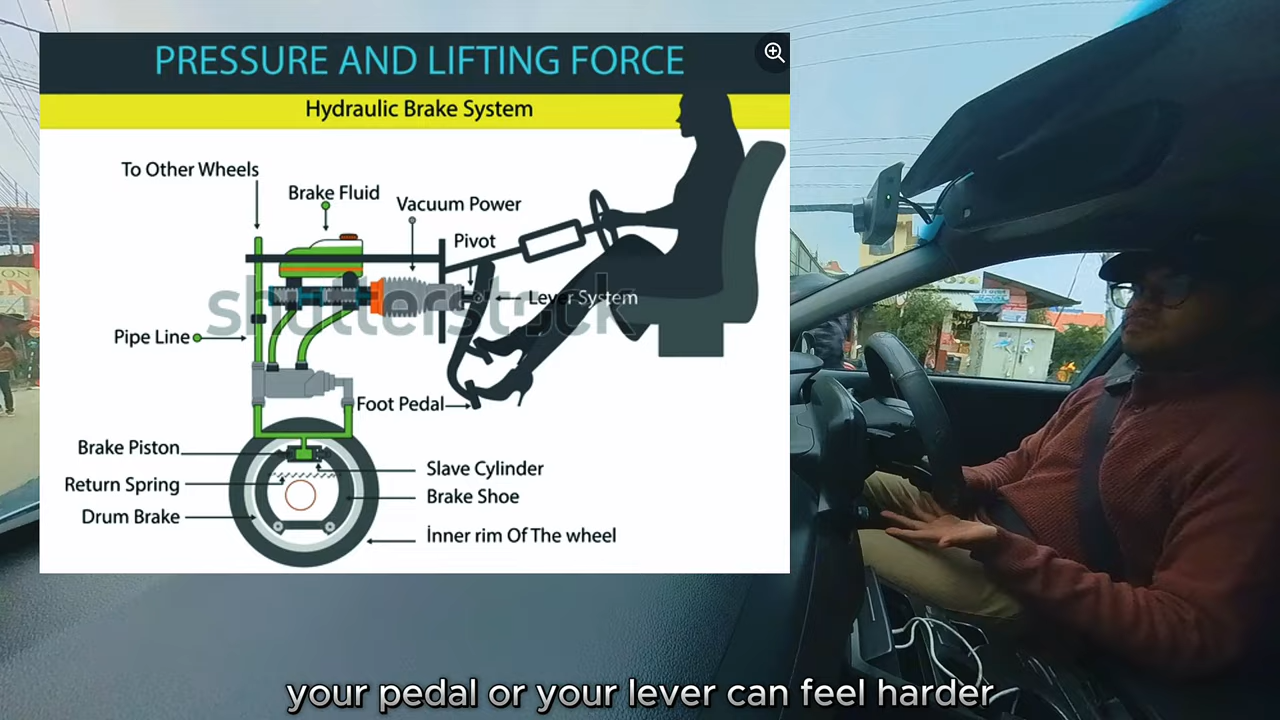 PRESSURE AND LIFTING FORCE
Hydraulic Brake System
To Other Wheels
Brake Fluid
Vacuum Power
Pivot
Lever System
shutterstock
Pipe Line
Foot Pedal
Brake Piston
Slave Cylinder
Return Spring
Brake Shoe
Drum Brake
İnner rim Of The wheel
your pedal or your lever can feel harder